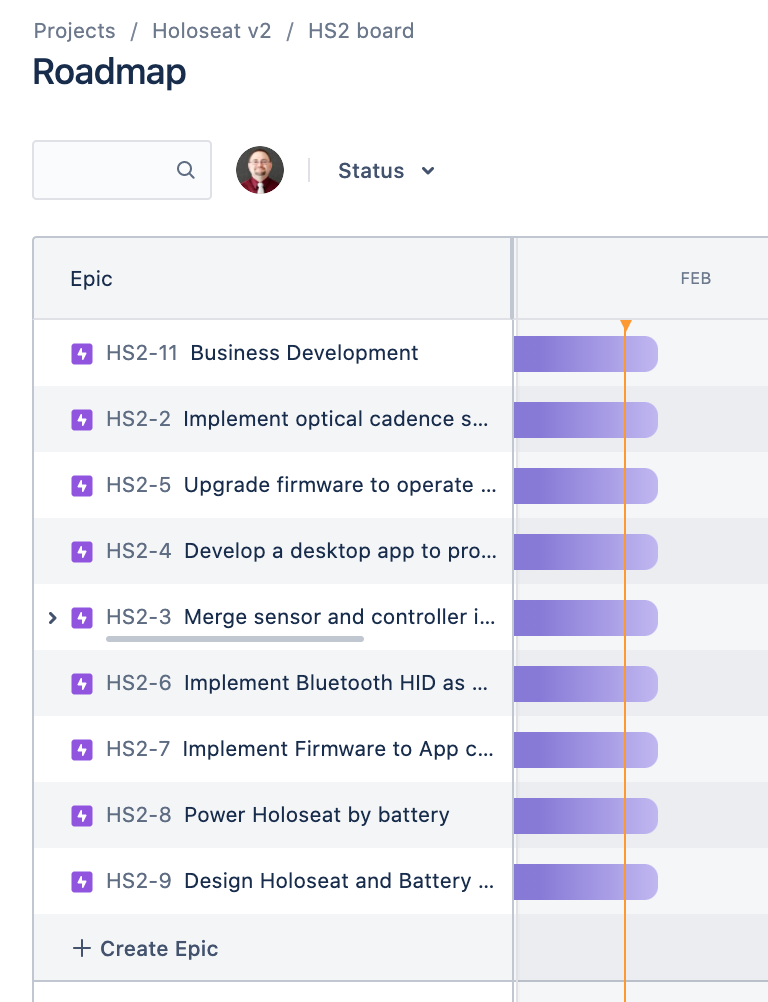 Projects / Holoseat v2 / HS2 board
Roadmap
Status
Epic
FEB
HS2-11 Business Development
HS2-2 Implement optical cadence s...
HS2-5 Upgrade firmware to operate ...
HS2-4 Develop a desktop app to pro...
HS2-3 Merge sensor and controller i...
HS2-6 Implement Bluetooth HID as ...
HS2-7 Implement Firmware to App c...
HS2-8 Power Holoseat by battery
HS2-9 Design Holoseat and Battery ...
+ Create Epic